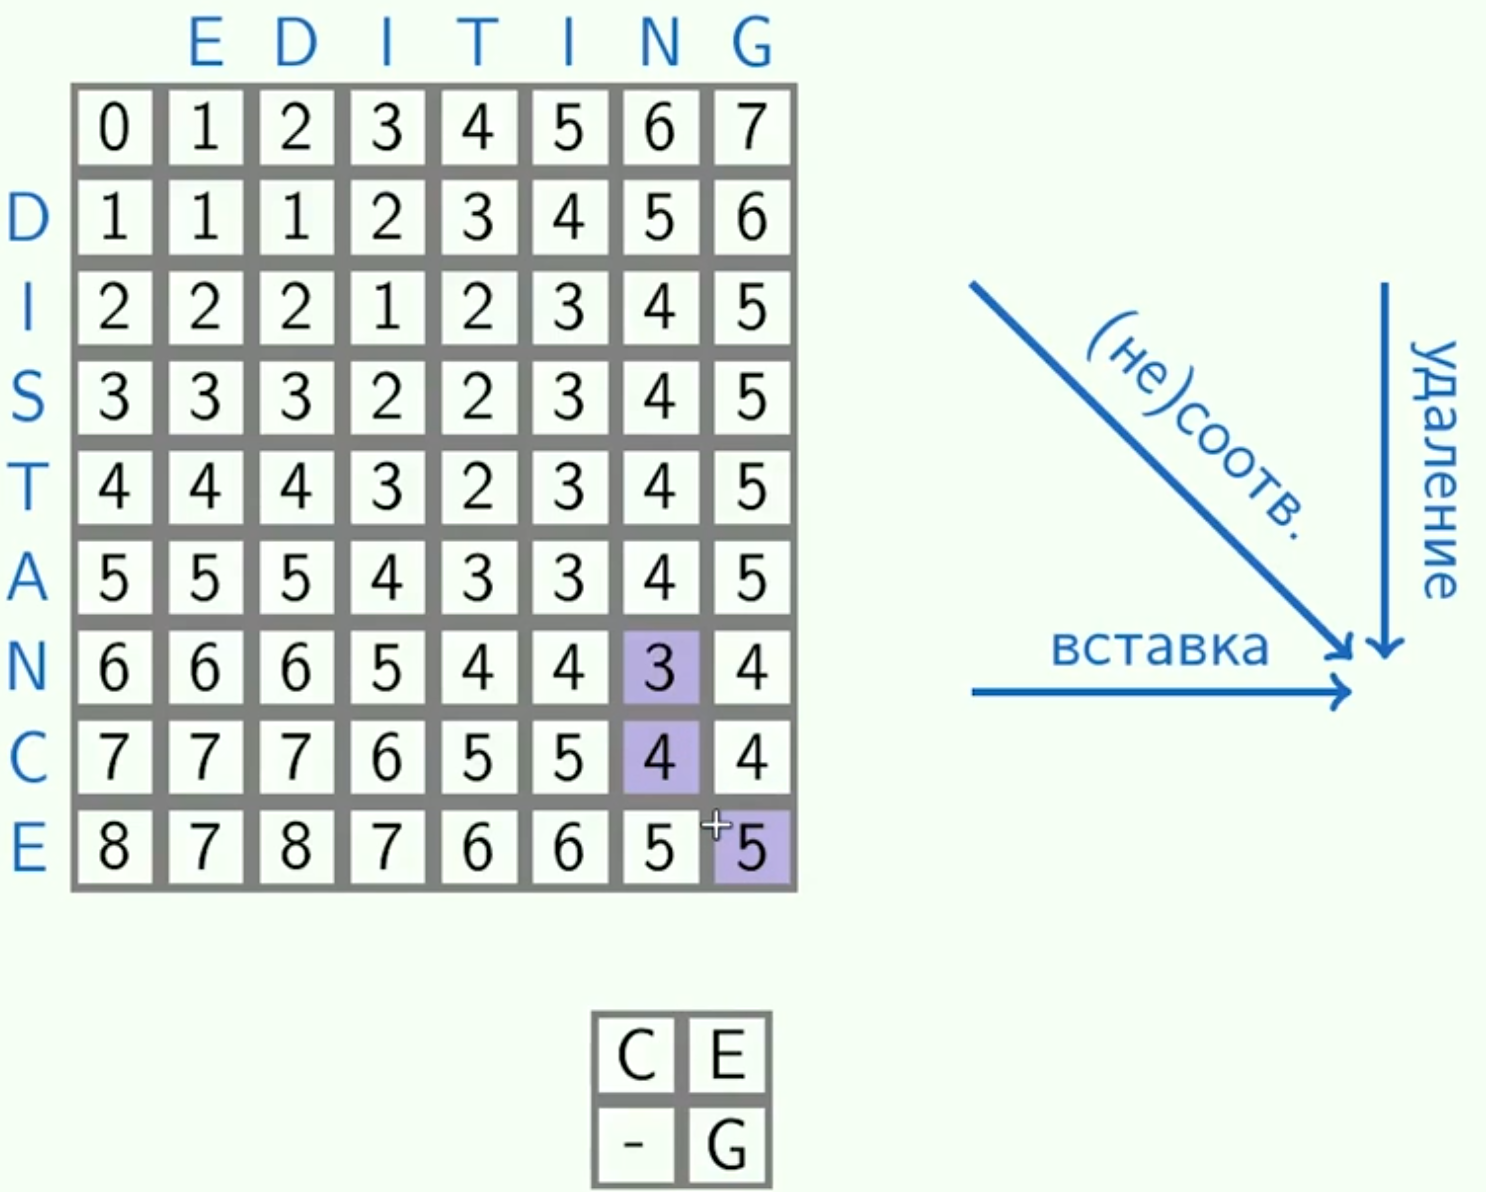 E D I T I N G
0 1 2 3 4 5 6 7
D 1 1 1 2 3 4 5 6
I 2 2 2 1 2 3 4 5
S 3 3 3 2 2 3 4 5
T 4 4 4 3 2 3 4 5
A 5 5 5 4 3 3 4 5
N 6 6 6 5 4 4 3 4
C 7 7 7 6 5 5 4 4
E 8 7 8 7 6 6 5 5
(не)соотв.
удаление
вставка
C E
- G